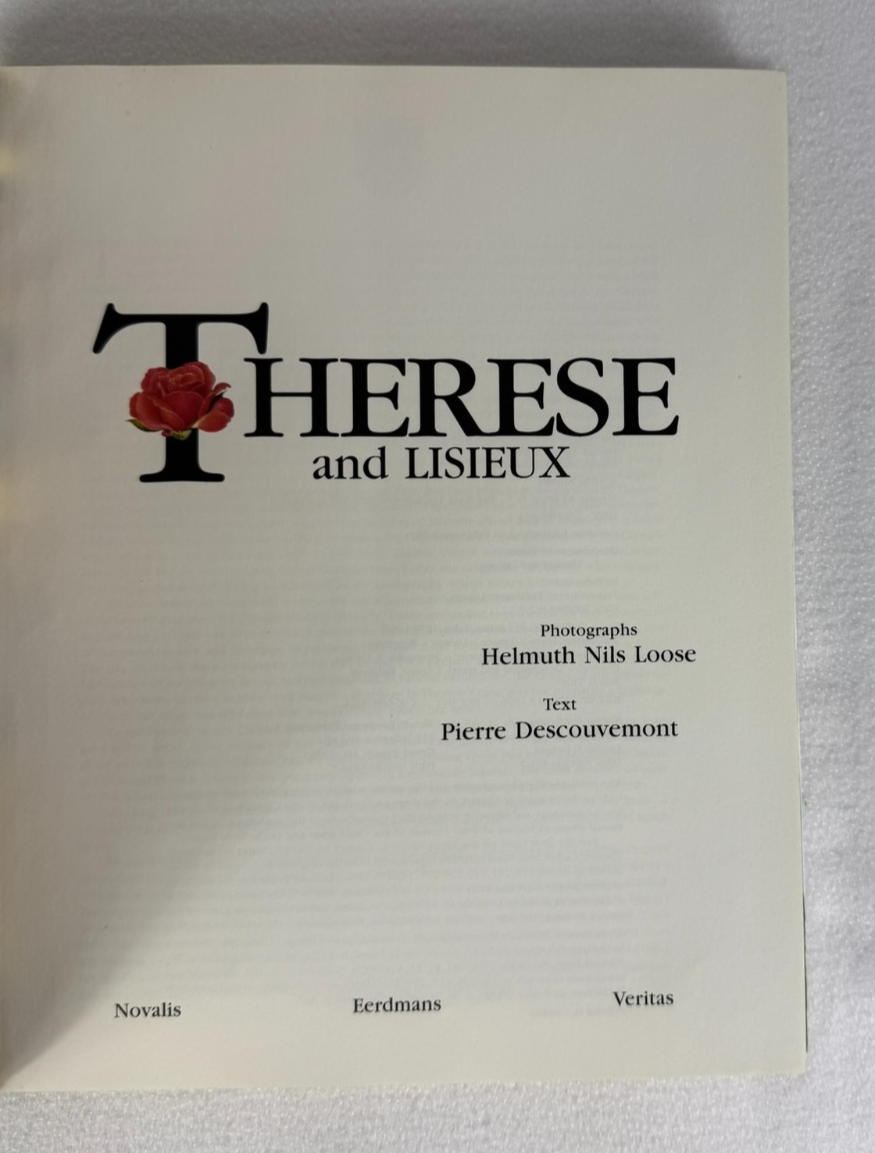 THERESE
and LISIEUX
Photographs
Helmuth Nils Loose
Text
Pierre Descouvemont
Novalis Eerdmans Veritas